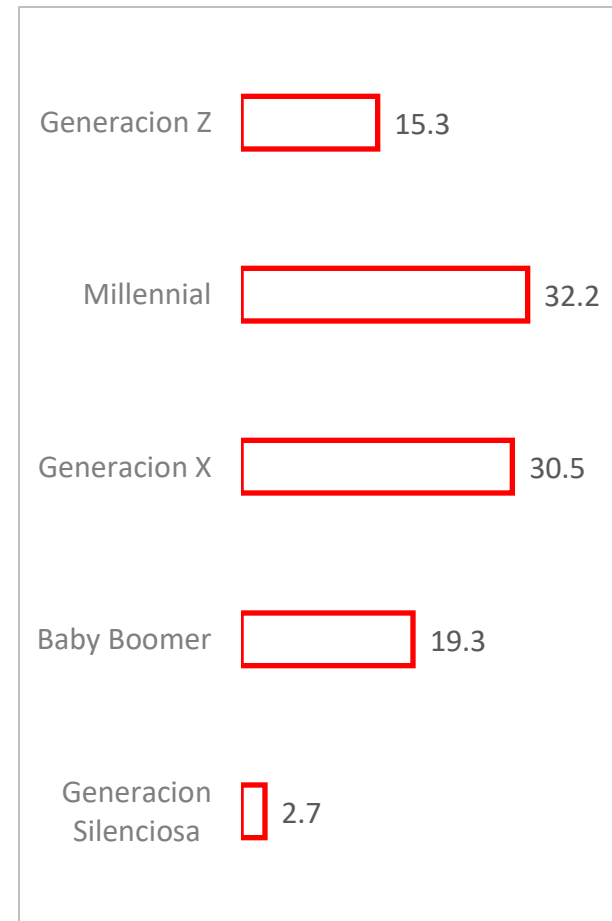 Generacion Z
15.3
Millennial
32.2
Generacion X
30.5
Baby Boomer
19.3
Generacion
Silenciosa
2.7